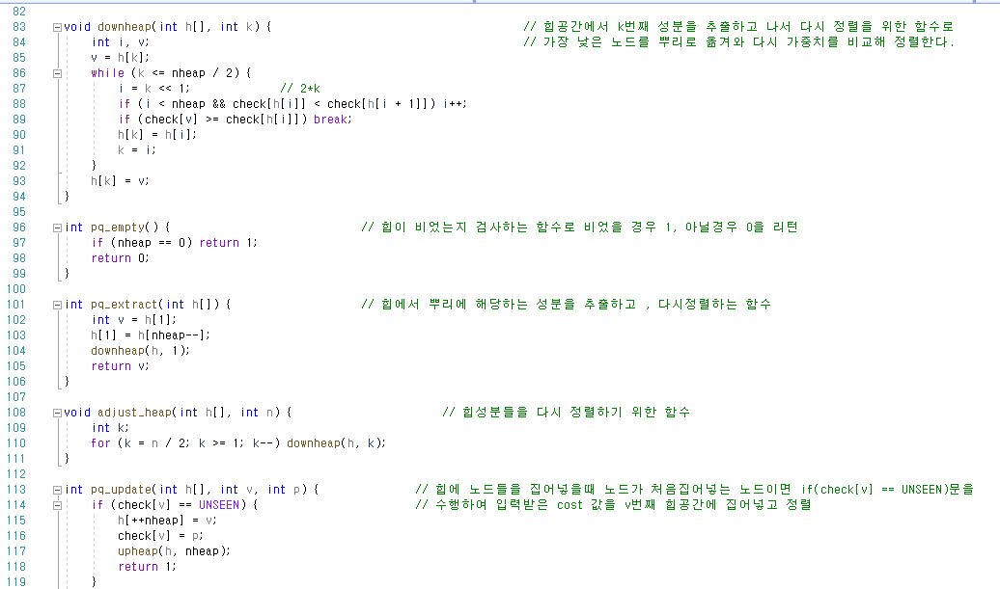 82
83 void downheap(int h[], int k) { // 힙공간에서 k번째 성분을 추출하고 나서 다시 정렬을 위한 함수로
84 int i, v; // 가장 낮은 노드를 뿌리로 옮겨와 다시 가중치를 비교해 정렬한다.
85 v = h[k];
86 while (k <= nheap / 2) {
87 i = k << 1; // 2*k
88 if (i < nheap && check[h[i]] < check[h[i + 1]]) i++;
89 if (check[v] >= check[h[i]]) break;
90 h[k] = h[i];
91 k = i;
92 }
93 h[k] = v;
94 }
95
96 int pq_empty() { // 힙이 비었는지 검사하는 함수로 비었을 경우 1, 아닐경우 0을 리턴
97 if (nheap == 0) return 1;
98 return 0;
99 }
100
101 int pq_extract(int h[]) { // 힙에서 뿌리에 해당하는 성분을 추출하고 , 다시정렬하는 함수
102 int v = h[1];
103 h[1] = h[nheap--];
104 downheap(h, 1);
105 return v;
106 }
107
108 void adjust_heap(int h[], int n) { // 힙성분들을 다시 정렬하기 위한 함수
109 int k;
110 for (k = n / 2; k >= 1; k--) downheap(h, k);
111 }
112
113 int pq_update(int h[], int v, int p) { // 힙에 노드들을 집어넣을때 노드가 처음집어넣는 노드이면 if(check[v] == UNSEEN)문을
114 if (check[v] == UNSEEN) { // 수행하여 입력받은 cost 값을 v번째 힙공간에 집어넣고 정렬
115 h[++nheap] = v;
116 check[v] = p;
117 upheap(h, nheap);
118 return 1;
119 }